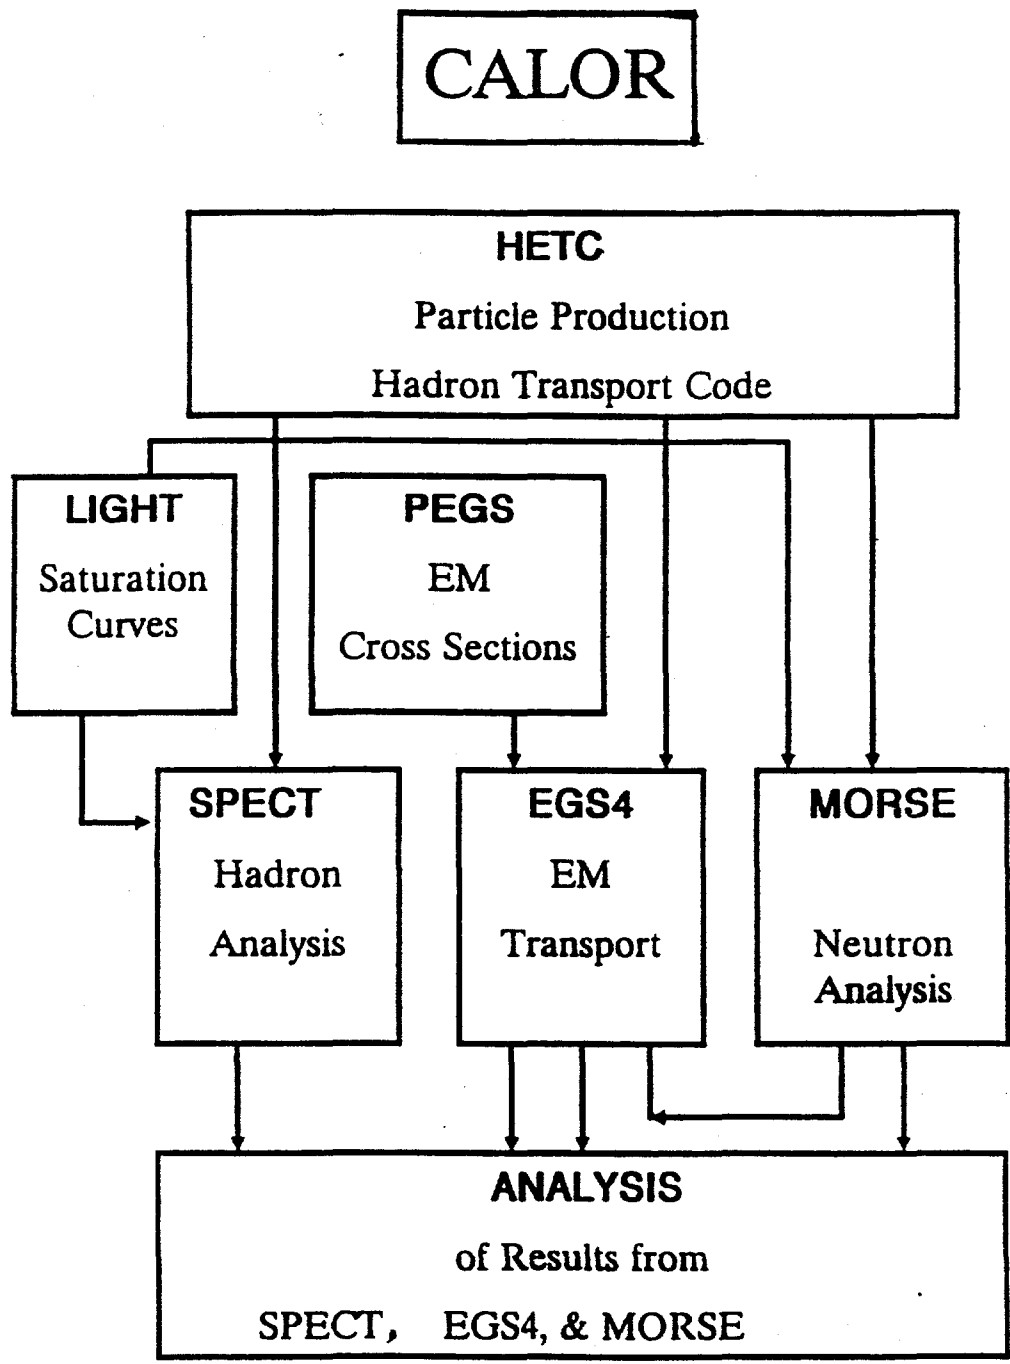 CALOR
HETC
Particle Production
Hadron Transport Code
LIGHT
Saturation
Curves
PEGS
EM
Cross Sections
SPECT
Hadron
Analysis
EGS4
EM
Transport
MORSE
Neutron
Analysis
ANALYSIS
of Results from
SPECT, EGS4, & MORSE